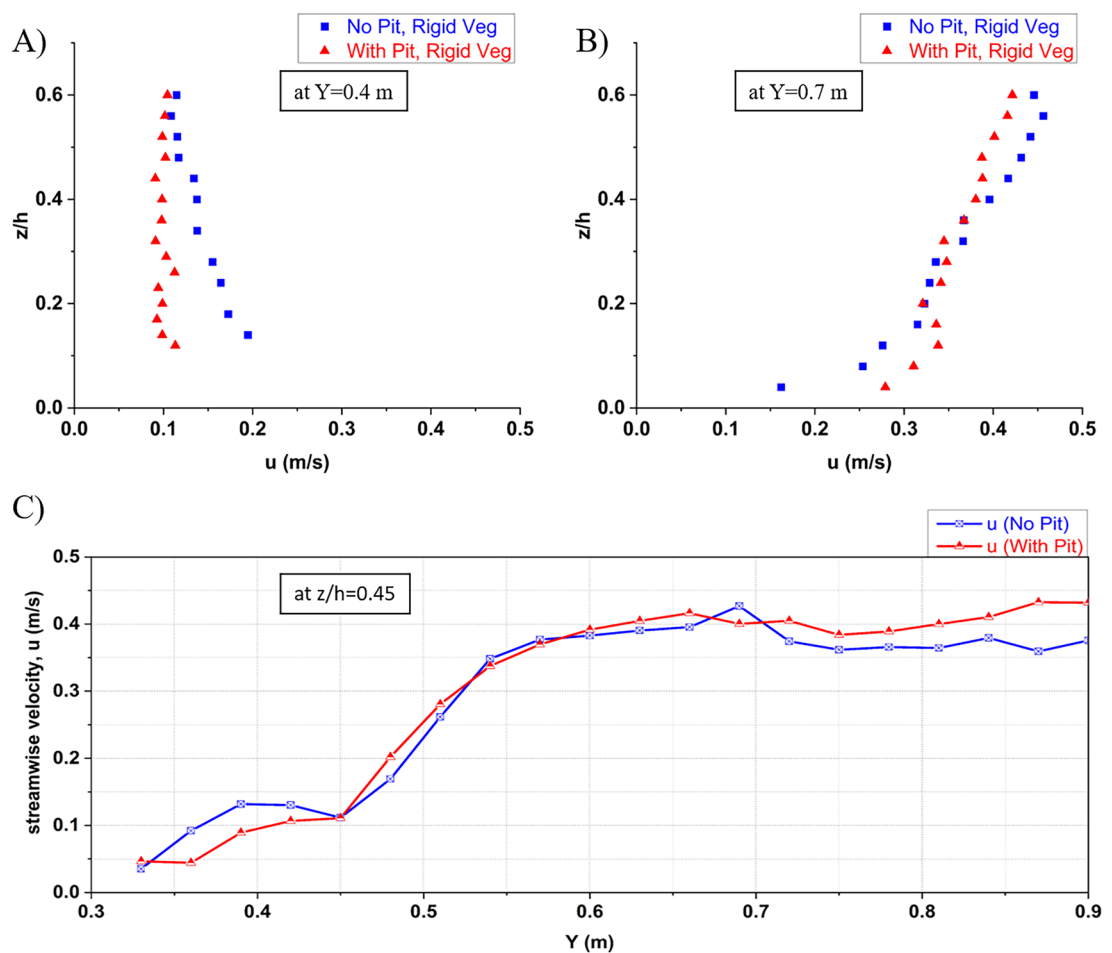 A)
No Pit, Rigid Veg
With Pit, Rigid Veg
at Y=0.4 m
z/h
0.6
0.4
0.2
0.0
0.0 0.1 0.2 0.3 0.4 0.5
u (m/s)
B)
No Pit, Rigid Veg
With Pit, Rigid Veg
at Y=0.7 m
z/h
0.6
0.4
0.2
0.0
0.0 0.1 0.2 0.3 0.4 0.5
u (m/s)
C)
u (No Pit)
u (With Pit)
at z/h=0.45
streamwise velocity, u (m/s)
0.5
0.4
0.3
0.2
0.1
0.0
0.3 0.4 0.5 0.6 0.7 0.8 0.9
Y (m)